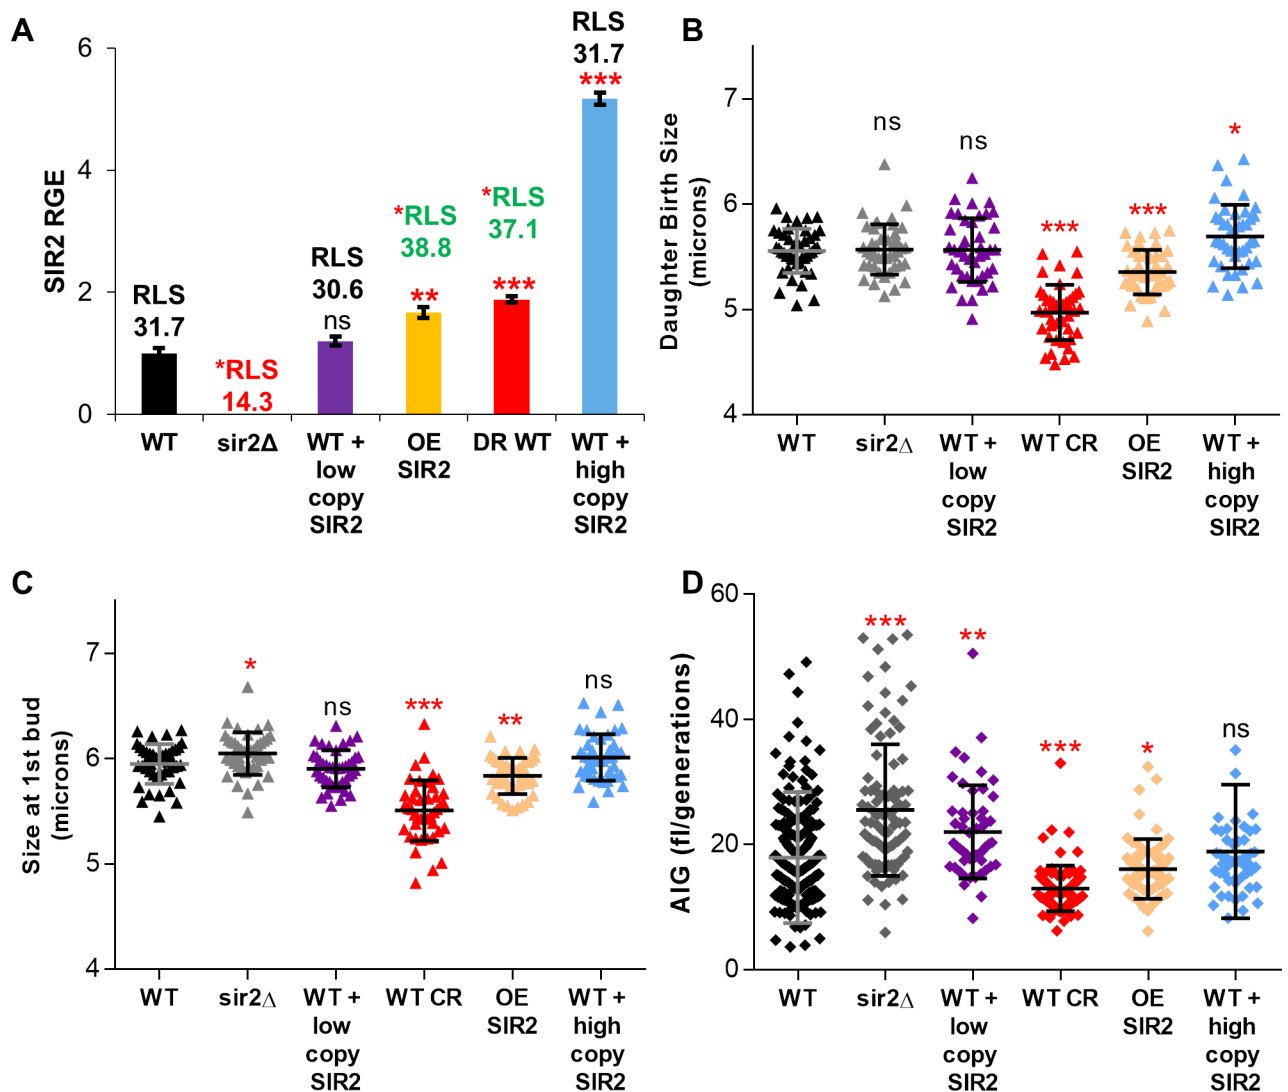 A
SIR2 RGE
6
4
2
0
RLS
31.7
*RLS
14.3
RLS
30.6
ns
*RLS
38.8
**
*RLS
37.1
***
RLS
31.7
***
WT
sir2Δ
WT +
low
copy
SIR2
OE
SIR2
DR WT
WT +
high
copy
SIR2
B
Daughter Birth Size
(microns)
7
6
5
4
ns
ns
***
***
*
WT
sir2Δ
WT +
low
copy
SIR2
WT CR
OE
SIR2
WT +
high
copy
SIR2
C
Size at 1st bud
(microns)
7
6
5
4
*
ns
***
**
ns
WT
sir2Δ
WT +
low
copy
SIR2
WT CR
OE
SIR2
WT +
high
copy
SIR2
D
AIG (fl/generations)
60
40
20
0
***
**
***
*
ns
WT
sir2Δ
WT +
low
copy
SIR2
WT CR
OE
SIR2
WT +
high
copy
SIR2